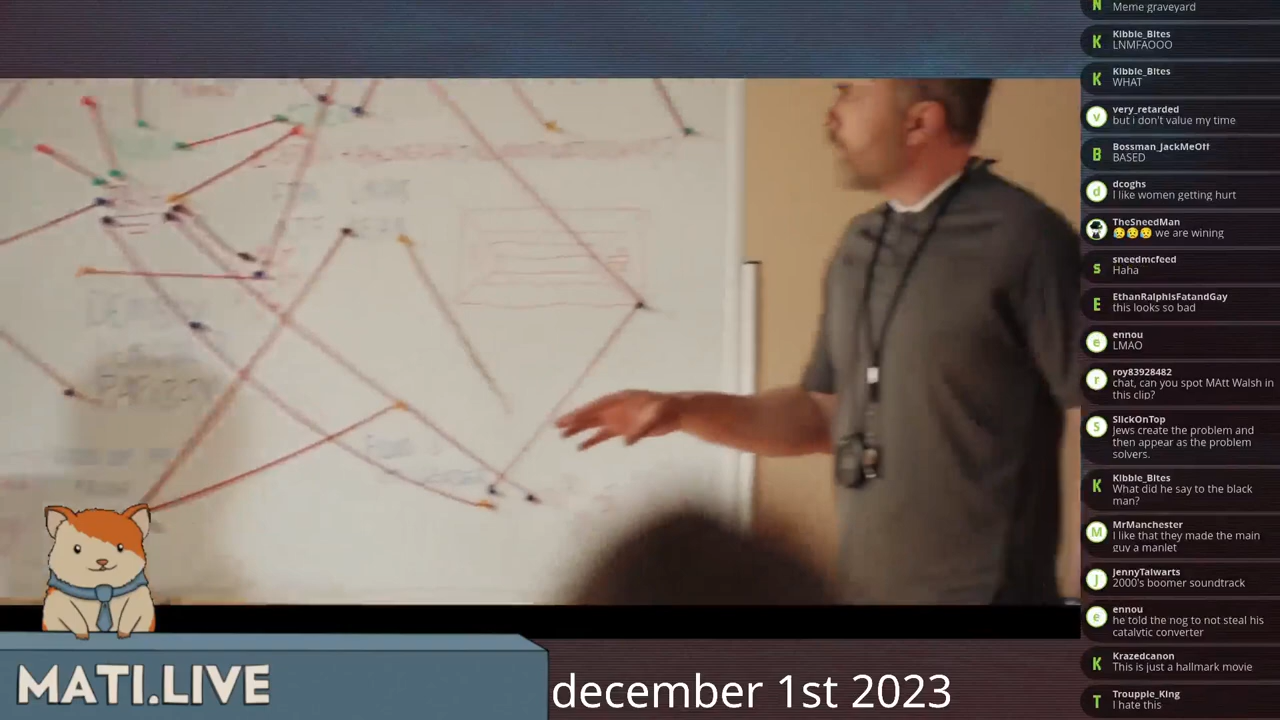 Meme graveyard
Kibble_Bites
LNMFAOOO
Kibble_Bites
WHAT
very_retarded
but i don't value my time
Bossman_JackMeOff
BASED
dcoghs
I like women getting hurt
TheSneedMan
😥😥😥 we are wining
sneedmcfeed
Haha
EthanRalphIsFatandGay
this looks so bad
ennou
LMAO
roy83928482
chat, can you spot MAtt Walsh in
this clip?
SlickOnTop
Jews create the problem and
then appear as the problem
solvers.
Kibble_Bites
What did he say to the black
man?
MrManchester
I like that they made the main
guy a manlet
JennyTalwarts
2000's boomer soundtrack
ennou
he told the nog to not steal his
catalytic converter
Krazedcanon
This is just a hallmark movie
Troupple_King
I hate this
MATI.LIVE
december 1st 2023